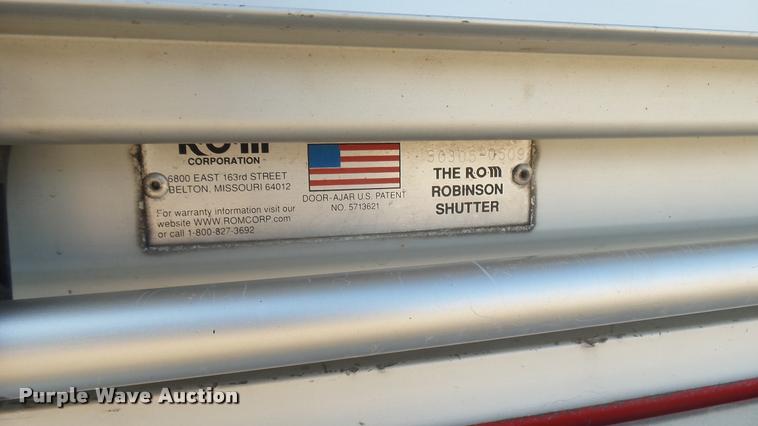 R•O•M
CORPORATION
6800 EAST 163rd STREET
BELTON, MISSOURI 64012
For warranty information visit our
website WWW.ROMCORP.com
or call 1-800-827-3692
DOOR-AJAR U.S. PATENT
NO. 5713621
THE R•O•M
ROBINSON
SHUTTER
Purple Wave Auction